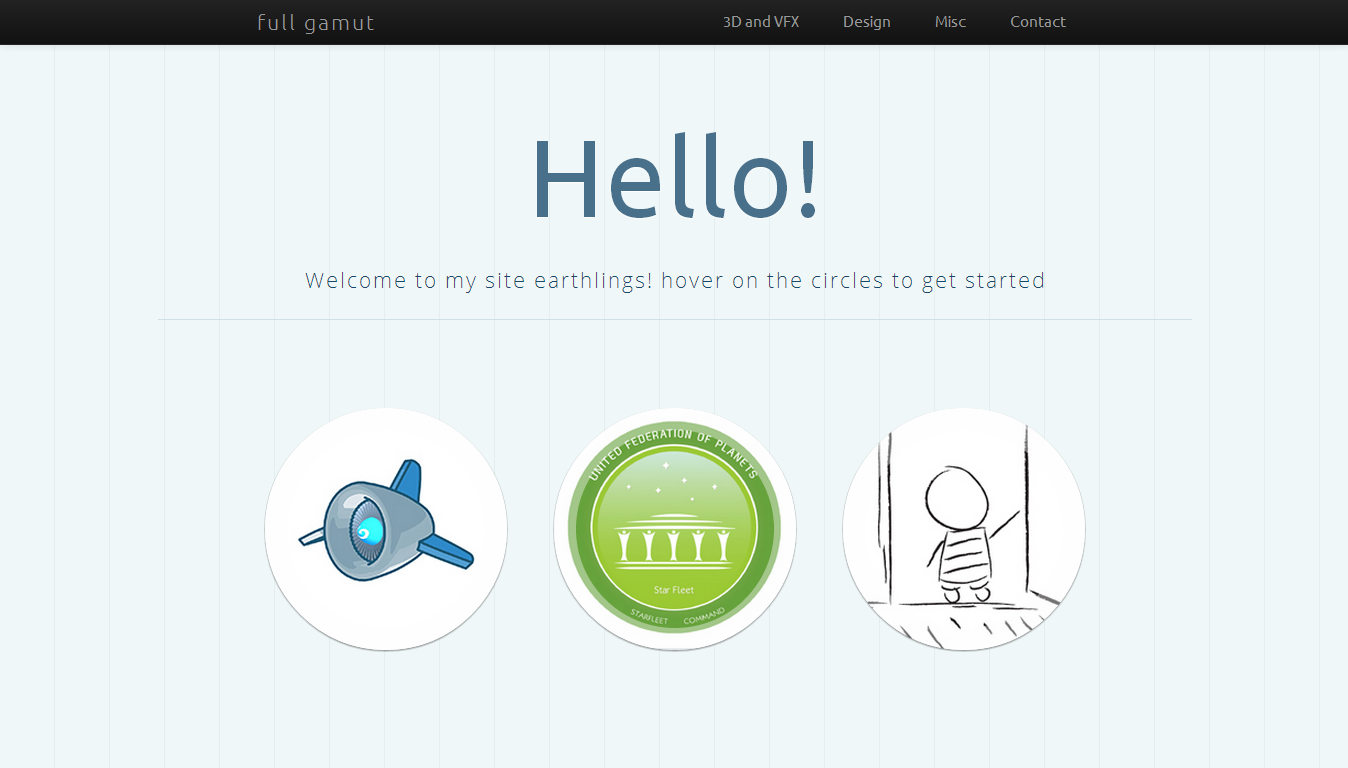 full gamut
3D and VFX
Design
Misc
Contact
Hello!
Welcome to my site earthlings! hover on the circles to get started
UNITED FEDERATION OF PLANETS
Star Fleet
STARFLEET COMMAND